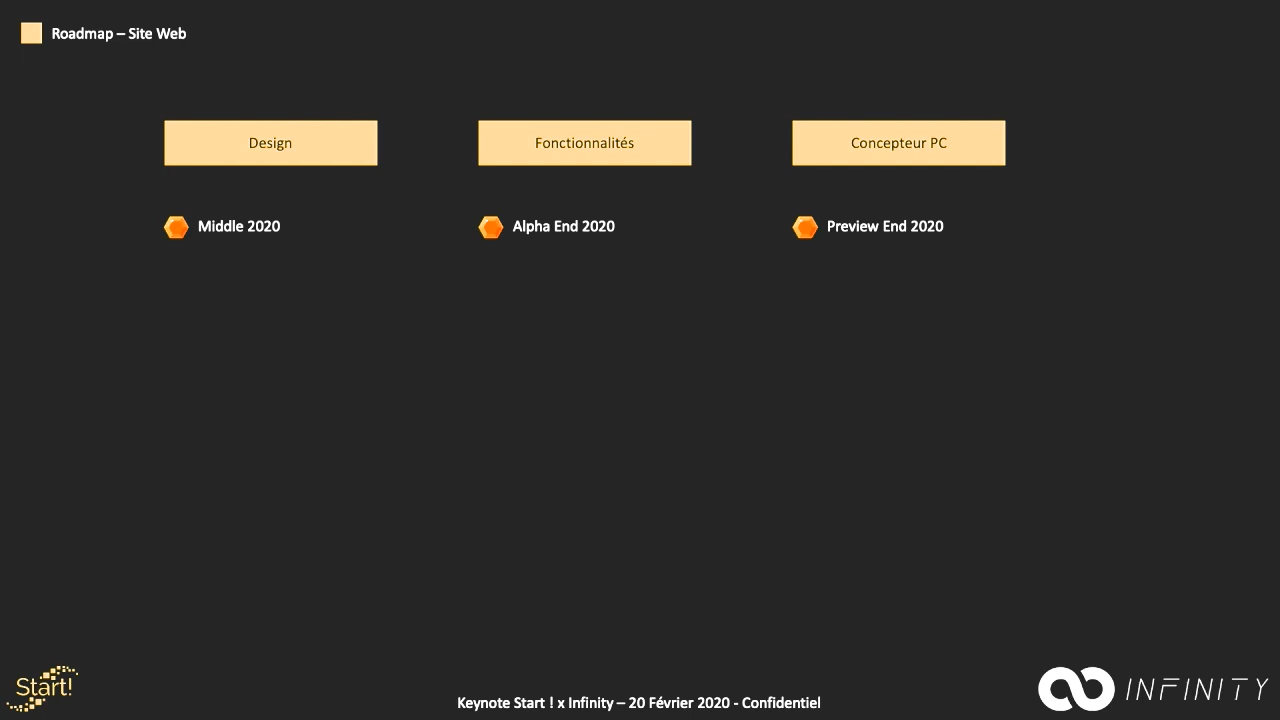 Roadmap – Site Web
Design
Fonctionnalités
Concepteur PC
Middle 2020
Alpha End 2020
Preview End 2020
Start!
Keynote Start ! x Infinity – 20 Février 2020 - Confidentiel
INFINITY